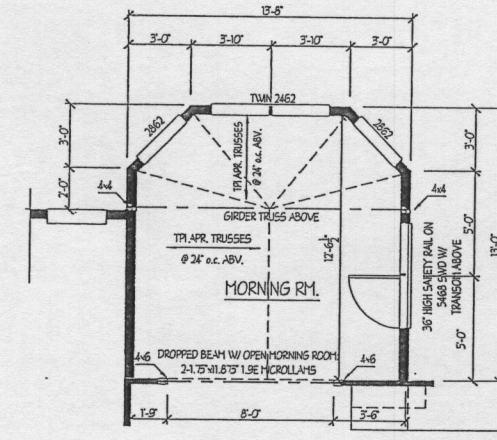 13'-8"
3'-0" 3'-10" 3'-10" 3'-0"
TWIN 2462
2862
2862
3'-0"
2'-0"
3'-0"
5'-0"
5'-0"
13'-0"
4x4
4x4
TPI APR. TRUSSES
@ 24" o.c. ABV.
GIRDER TRUSS ABOVE
TPI APR. TRUSSES
@ 24" o.c. ABV.
12'-6½"
MORNING RM.
36" HIGH SAFETY RAIL ON
5468 SWD W/
TRANSOM ABOVE
DROPPED BEAM W/ OPEN MORNING ROOM:
2-1.75"x11.875" 1.9E MICROLLAMS
4x6
4x6
1'-9" 8'-0" 3'-6"